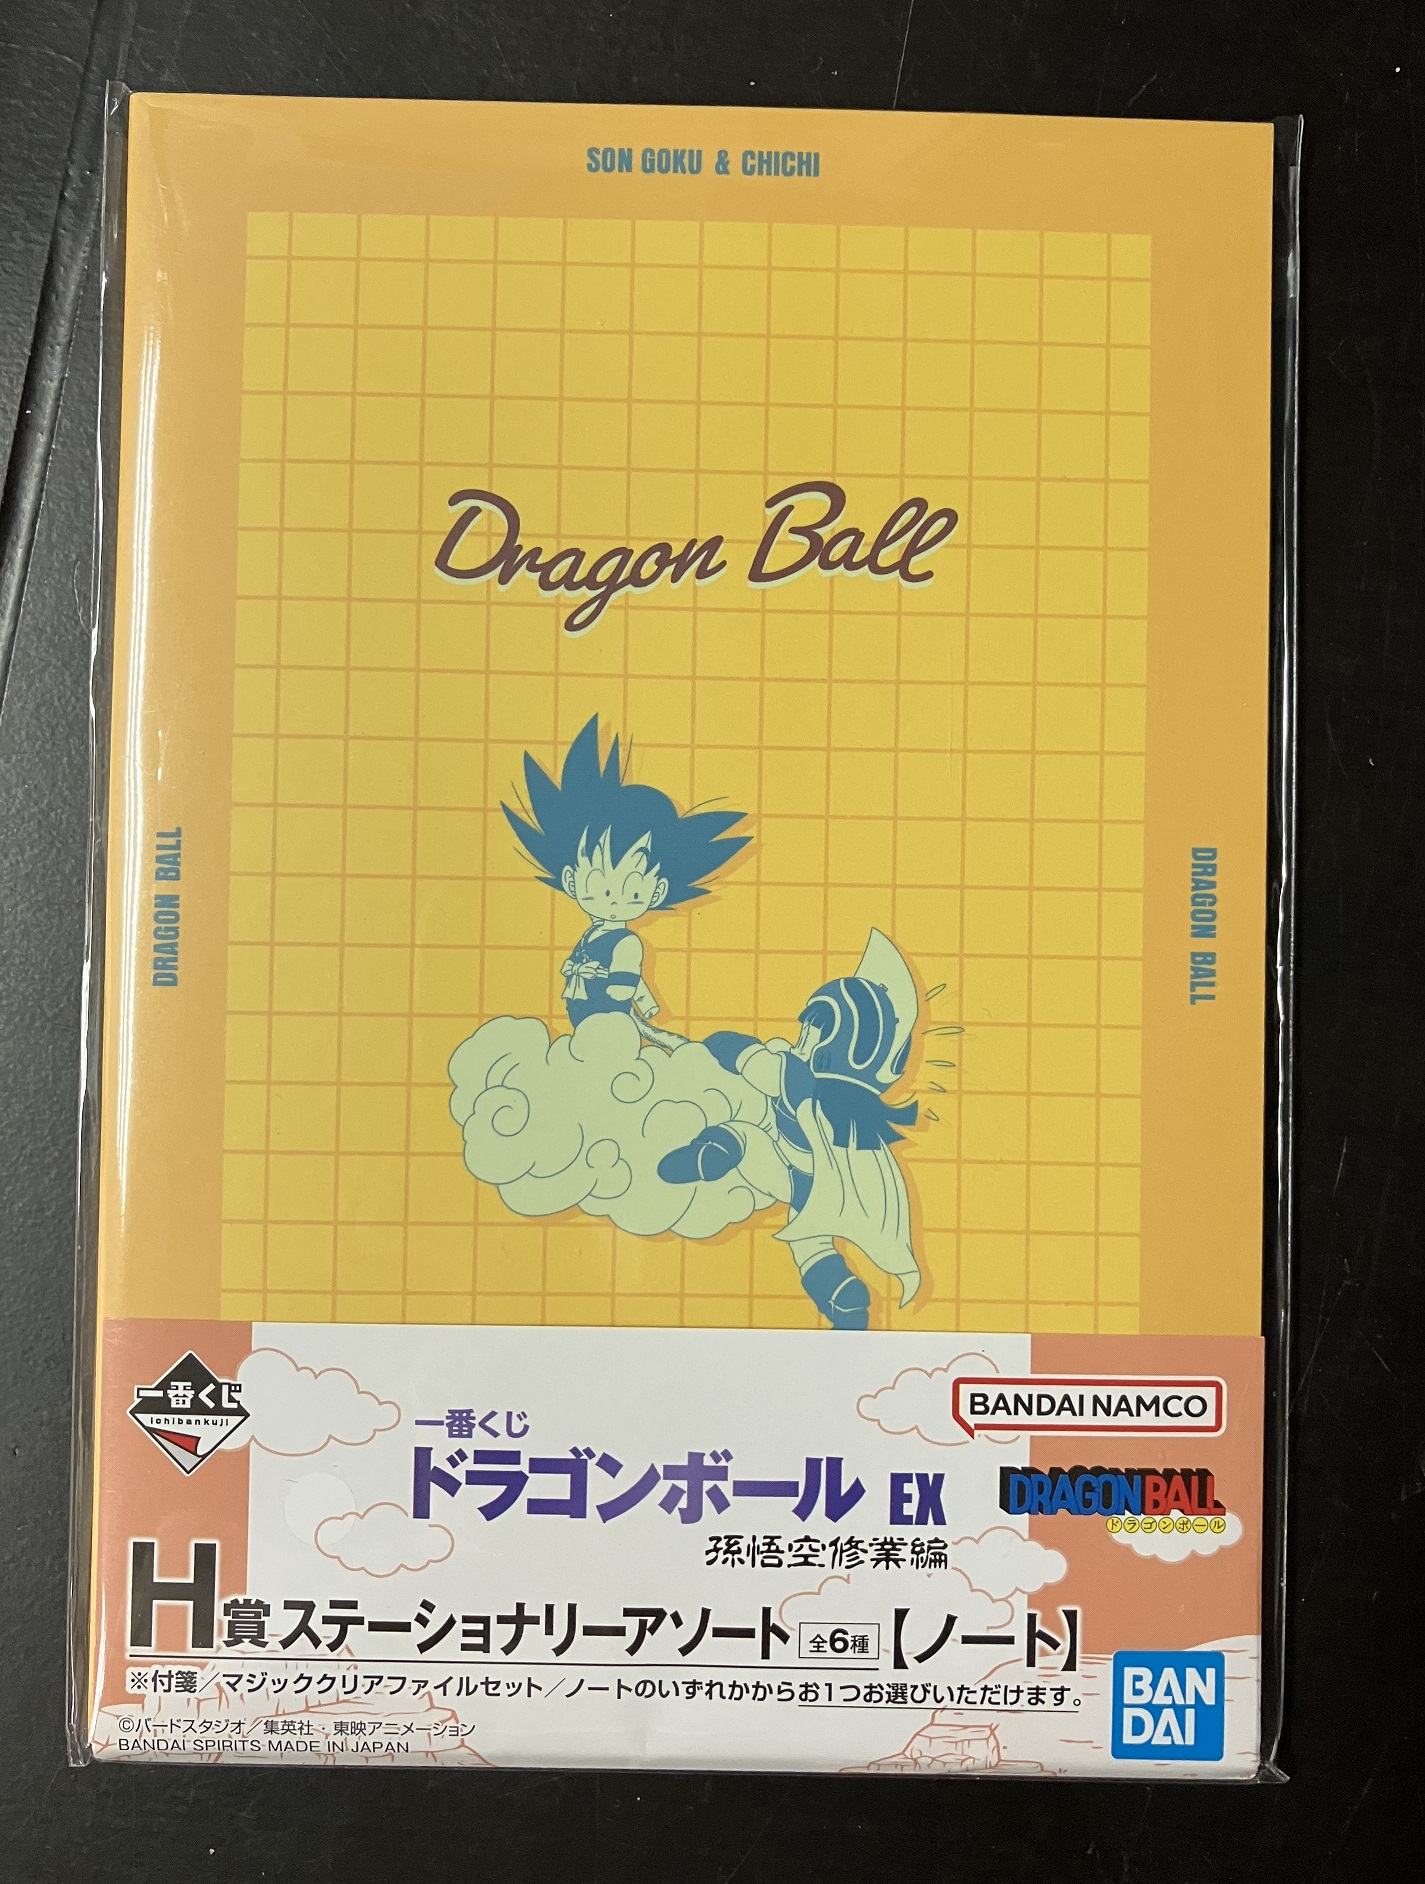 SON GOKU & CHICHI
Dragon Ball
DRAGON BALL
DRAGON BALL
一番くじ
ichibankuji
BANDAI NAMCO
一番くじ
ドラゴンボール EX
孫悟空修業編
DRAGON BALL
ドラゴンボール
H賞 ステーショナリーアソート 全6種【ノート】
※付箋/マジッククリアファイルセット/ノートのいずれかからお1つお選びいただけます。
©バードスタジオ/集英社・東映アニメーション
BANDAI SPIRITS MADE IN JAPAN
BAN
DAI